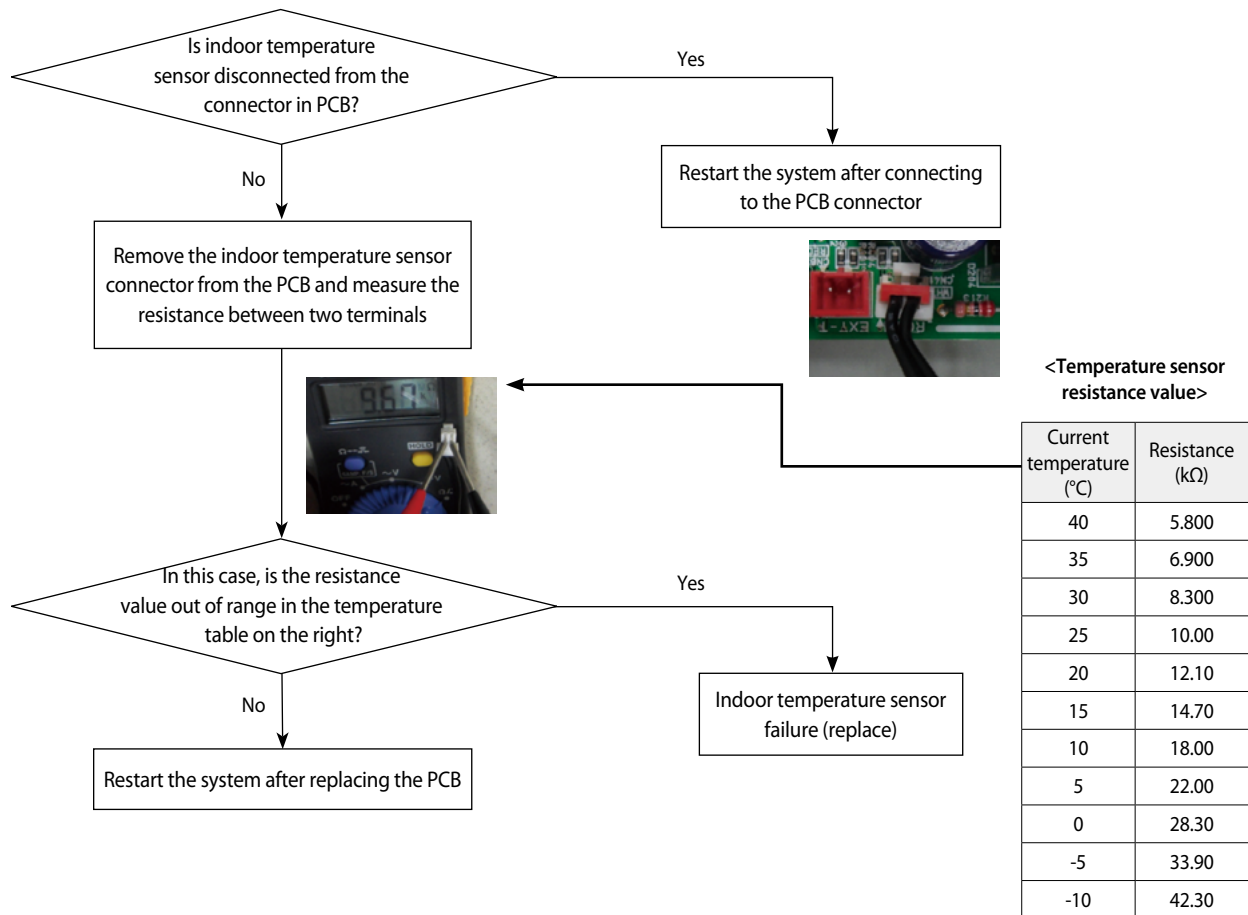 Is indoor temperature
sensor disconnected from the
connector in PCB?
Yes
No
Restart the system after connecting
to the PCB connector
Remove the indoor temperature sensor
connector from the PCB and measure the
resistance between two terminals
EXT-T
9.67
HOLD
OFF
<Temperature sensor
resistance value>
Current
temperature
(°C)
Resistance
(kΩ)
40 5.800
35 6.900
30 8.300
25 10.00
20 12.10
15 14.70
10 18.00
5 22.00
0 28.30
-5 33.90
-10 42.30
In this case, is the resistance
value out of range in the temperature
table on the right?
Yes
No
Indoor temperature sensor
failure (replace)
Restart the system after replacing the PCB